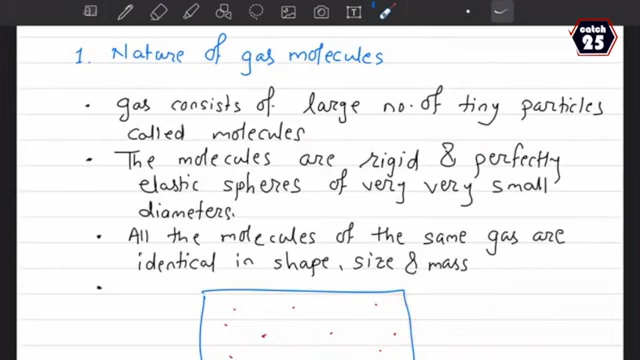 catch
25
1. Nature of gas molecules
• gas consists of large no. of tiny particles
called molecules
• The molecules are rigid & perfectly
elastic spheres of very very small
diameters.
• All the molecules of the same gas are
identical in shape, size & mass
•